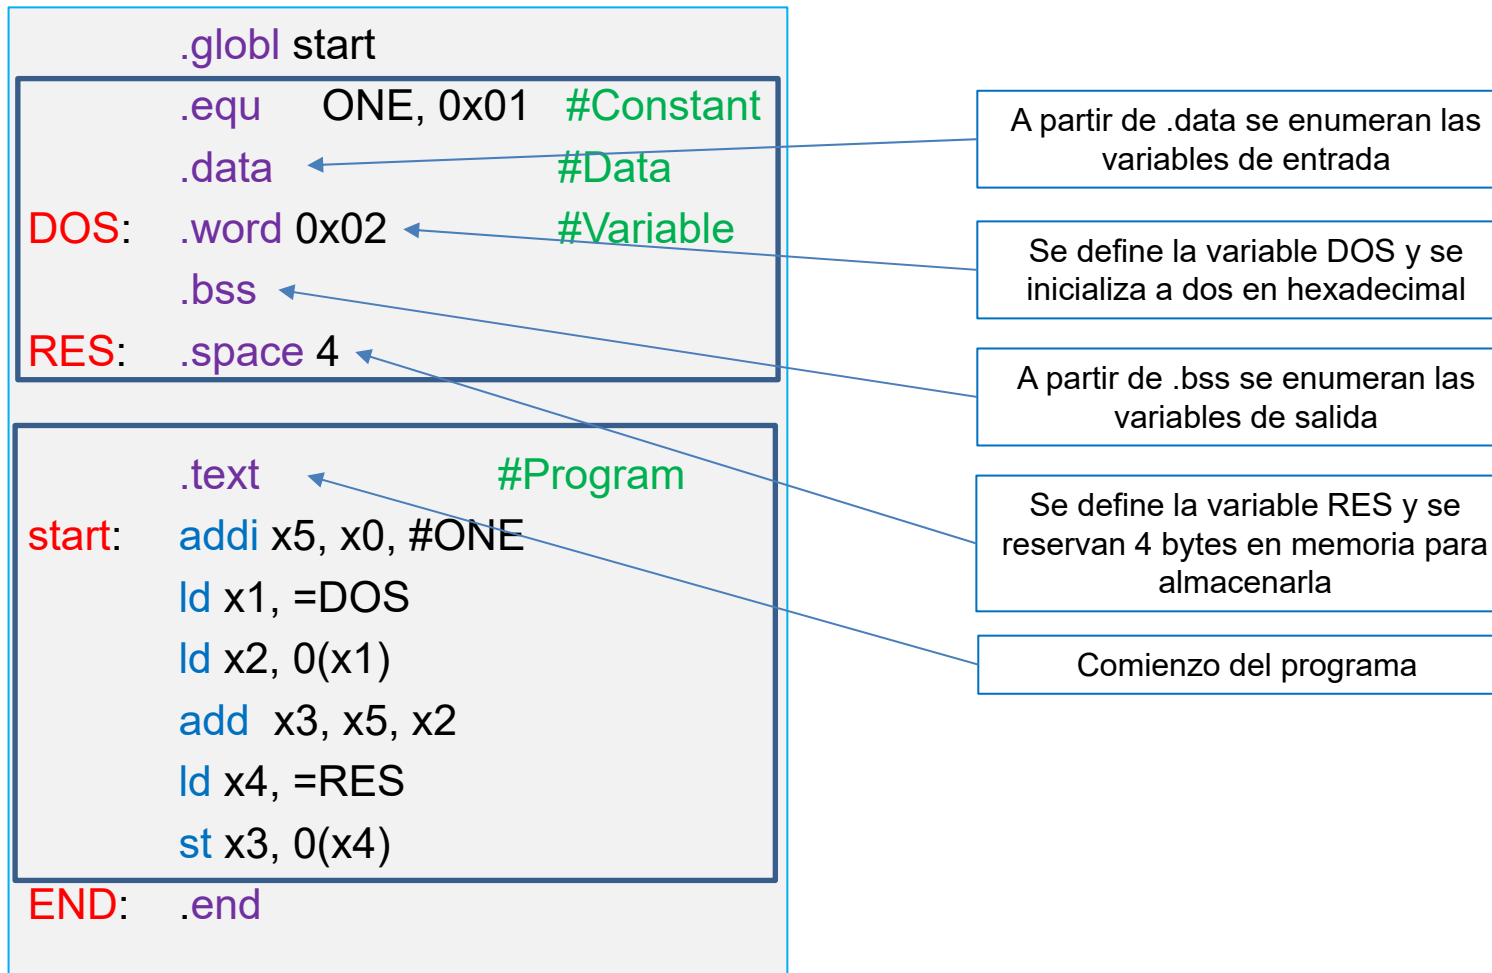 .globl start
.equ ONE, 0x01 #Constant
.data #Data
DOS: .word 0x02 #Variable
.bss
RES: .space 4
.text #Program
start: addi x5, x0, #ONE
ld x1, =DOS
ld x2, 0(x1)
add x3, x5, x2
ld x4, =RES
st x3, 0(x4)
END: .end
A partir de .data se enumeran las
variables de entrada
Se define la variable DOS y se
inicializa a dos en hexadecimal
A partir de .bss se enumeran las
variables de salida
Se define la variable RES y se
reservan 4 bytes en memoria para
almacenarla
Comienzo del programa